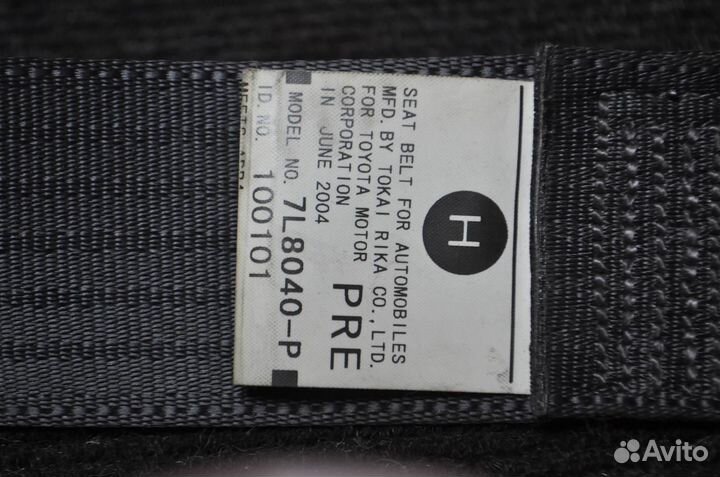 H
SEAT BELT FOR AUTOMOBILES
MFD. BY TOKAI RIKA CO., LTD.
FOR TOYOTA MOTOR
CORPORATION
IN JUNE 2004
PRE
MODEL NO. 7L8040-P
ID. NO. 100101
MEETS
Avito